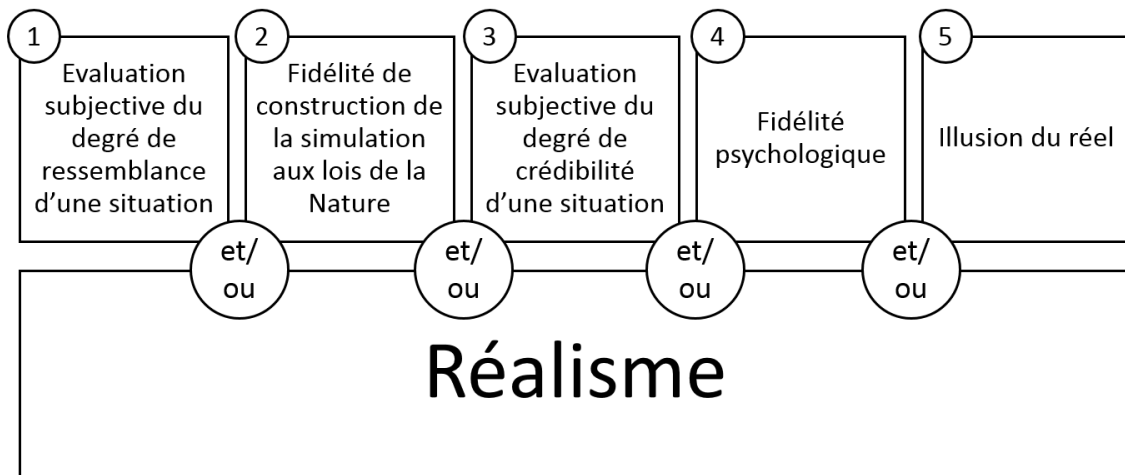 1
Evaluation
subjective du
degré de
ressemblance
d’une situation
2
Fidélité de
construction de
la simulation
aux lois de la
Nature
3
Evaluation
subjective du
degré de
crédibilité
d’une situation
4
Fidélité
psychologique
5
Illusion du réel
et/
ou
et/
ou
et/
ou
et/
ou
Réalisme